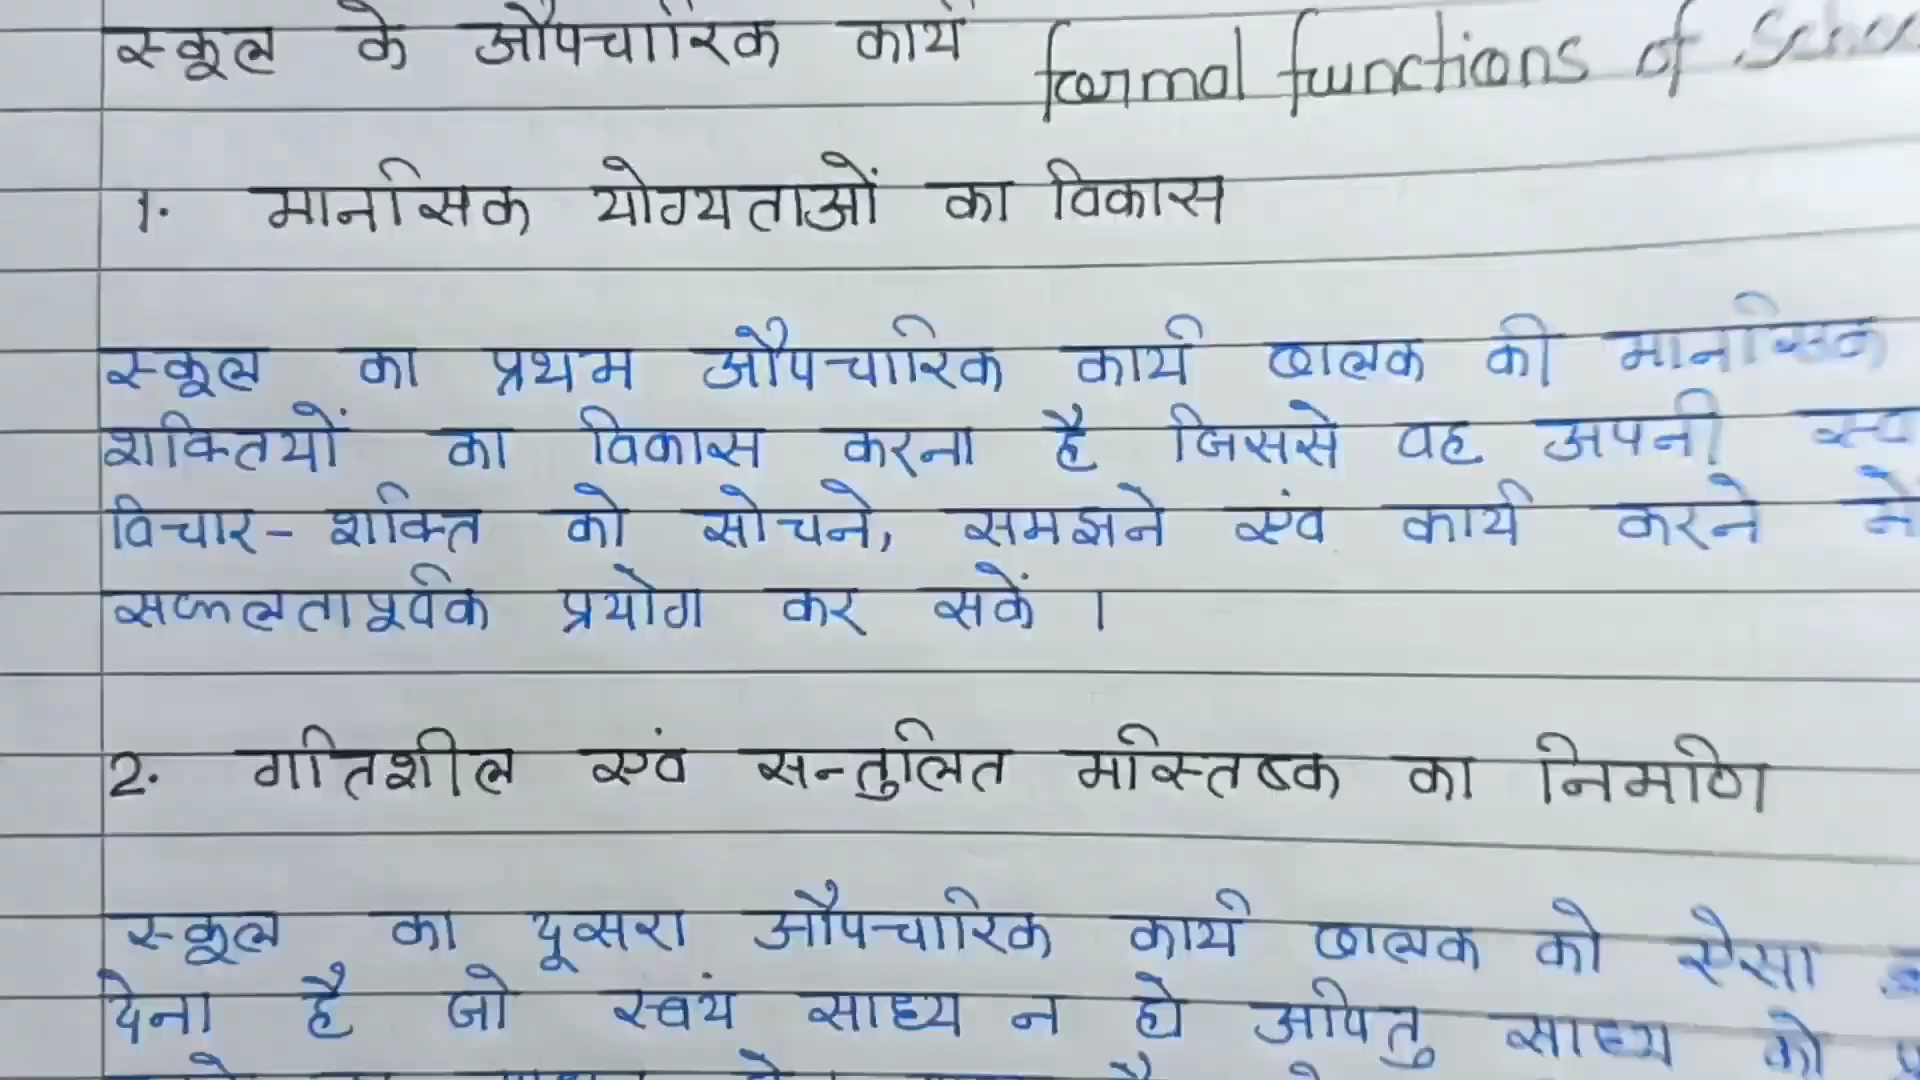 स्कूल के औपचारिक कार्य formal functions of
1. मानसिक योग्यताओं का विकास
स्कूल का प्रथम औपचारिक कार्य बालक की मानसिक
शक्तियों का विकास करना है जिससे वह अपनी
विचार- शक्ति को सोचने, समझने एंव कार्य करने में
सफलतापूर्वक प्रयोग कर सकें ।
2. गतिशील एवं सन्तुलित मस्तिष्क का निर्माण
स्कूल का दूसरा औपचारिक कार्य बालक को ऐसा
देना है जो स्वयं साध्य न हो अपितु साध्य को